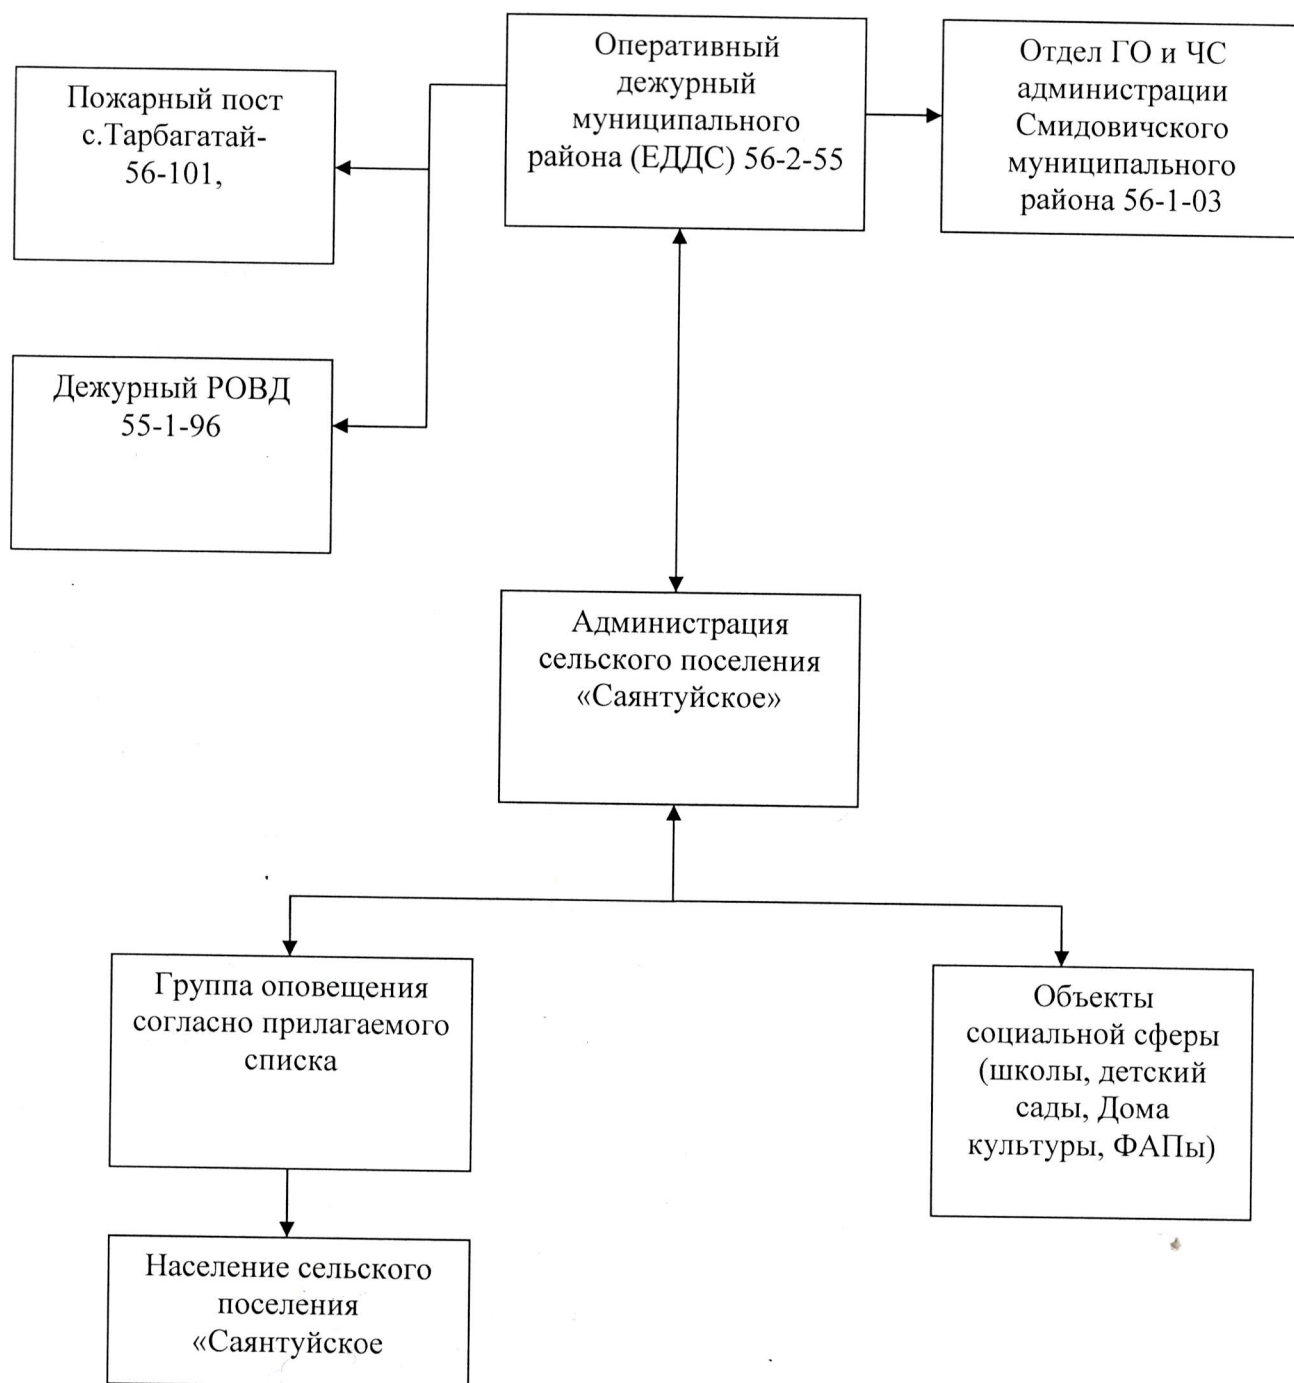 Оперативный
дежурный
муниципального
района (ЕДДС) 56-2-55
Отдел ГО и ЧС
администрации
Смидовичского
муниципального
района 56-1-03
Пожарный пост
с.Тарбагатай-
56-101,
Дежурный РОВД
55-1-96
Администрация
сельского поселения
«Саянтуйское»
Группа оповещения
согласно прилагаемого
списка
Объекты
социальной сферы
(школы, детский
сады, Дома
культуры, ФАПы)
Население сельского
поселения
«Саянтуйское